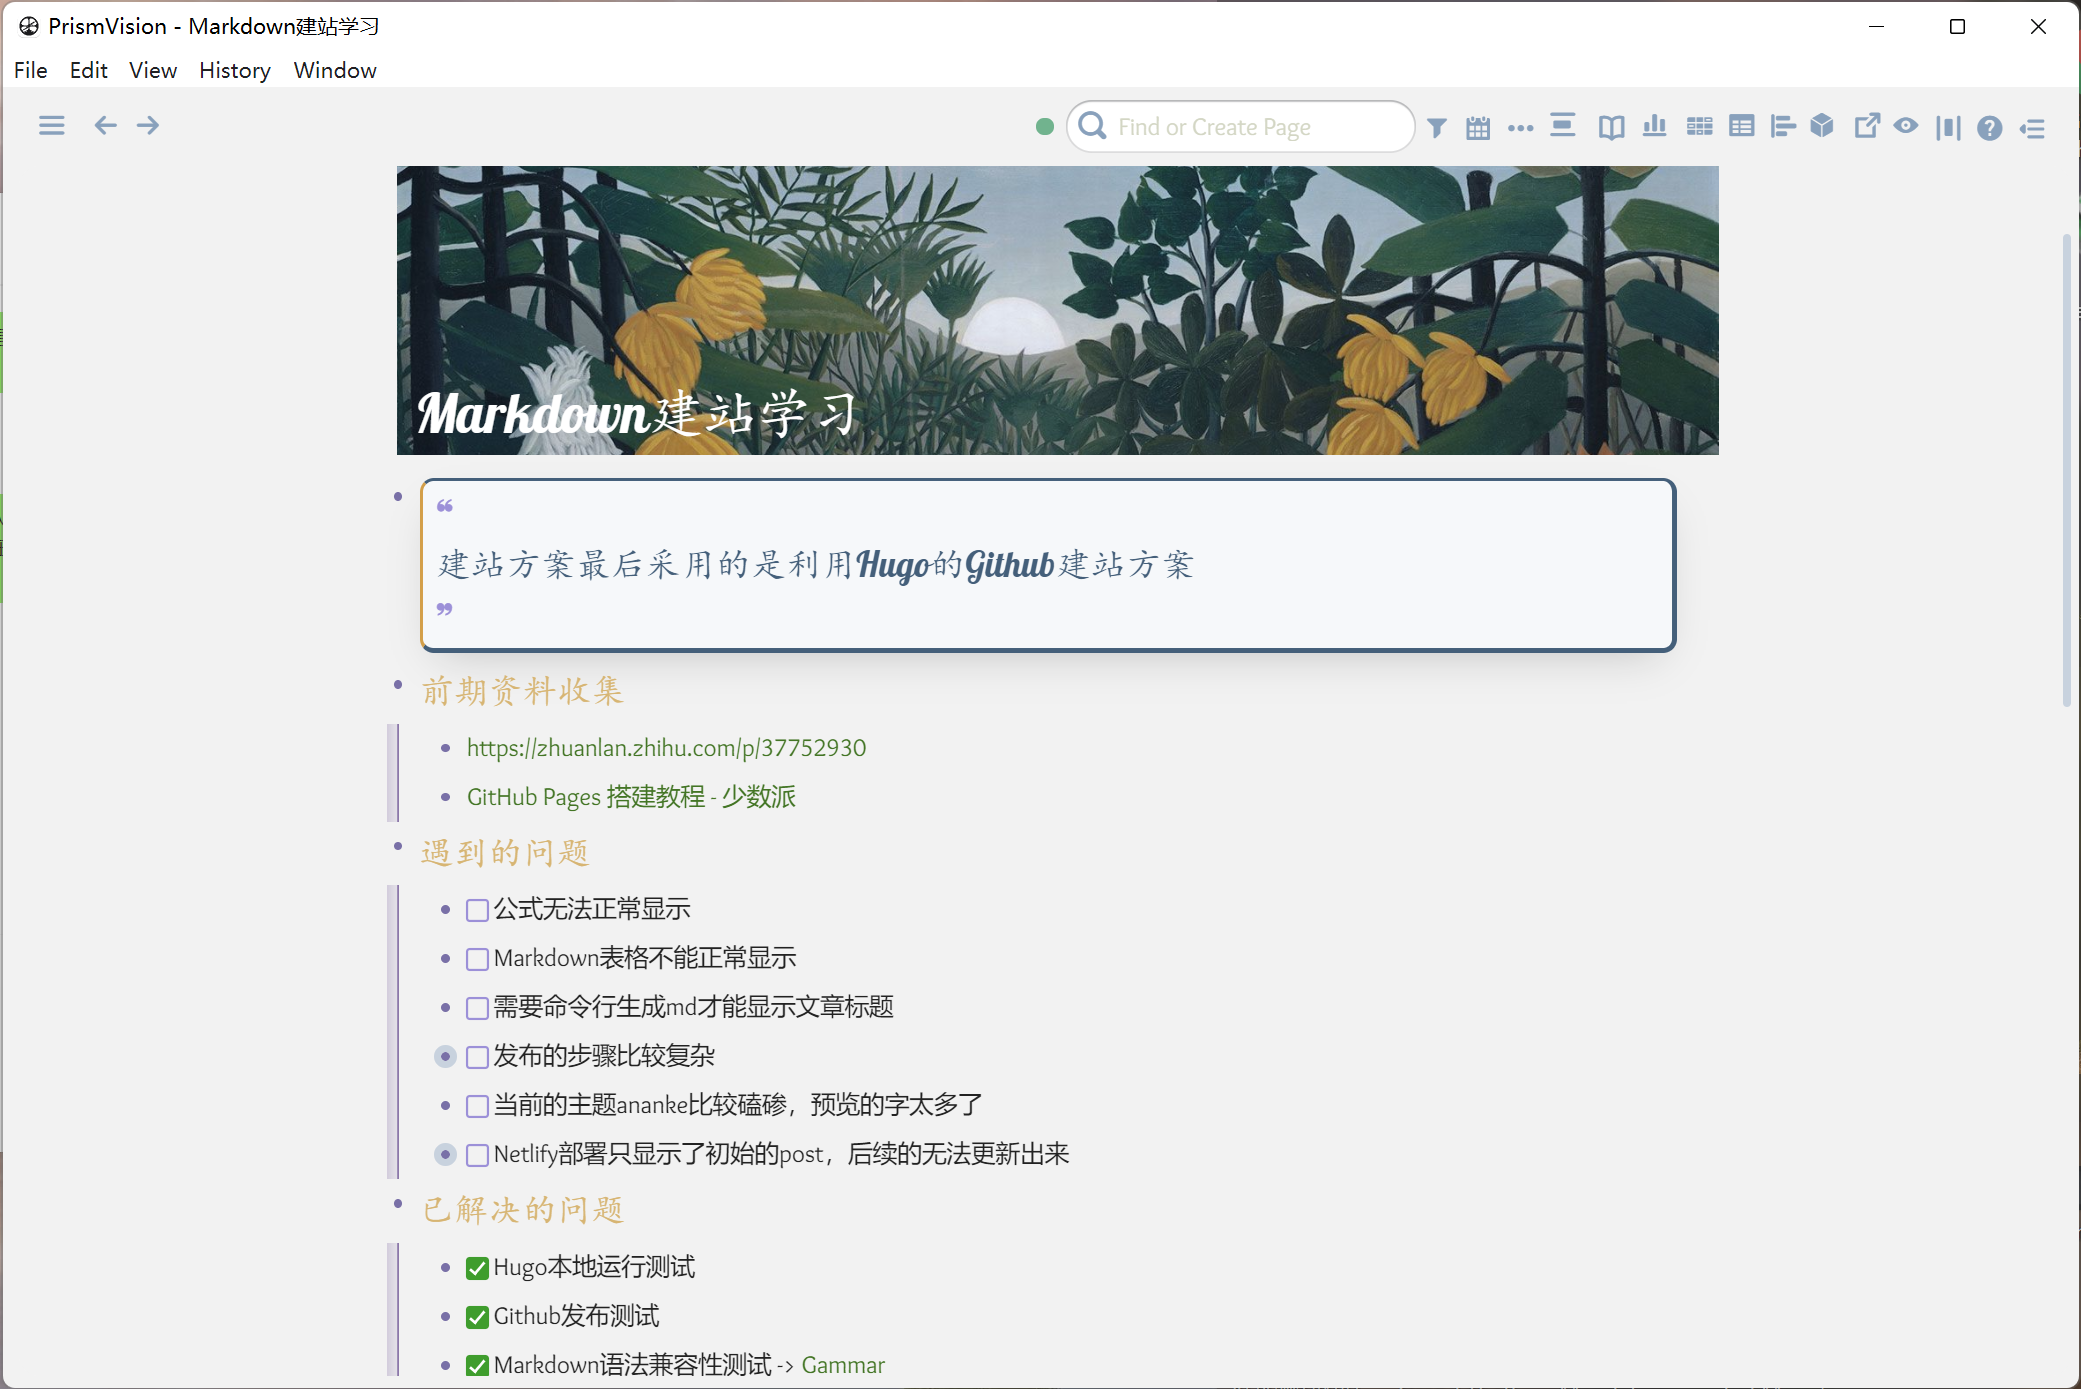 PrismVision - Markdown建站学习
File Edit View History Window
Find or Create Page
Markdown建站学习
❝
建站方案最后采用的是利用Hugo的Github建站方案
❞
前期资料收集
https://zhuanlan.zhihu.com/p/37752930
GitHub Pages 搭建教程 - 少数派
遇到的问题
公式无法正常显示
Markdown表格不能正常显示
需要命令行生成md才能显示文章标题
发布的步骤比较复杂
当前的主题ananke比较磕碜，预览的字太多了
Netlify部署只显示了初始的post，后续的无法更新出来
已解决的问题
Hugo本地运行测试
Github发布测试
Markdown语法兼容性测试 -> Gammar